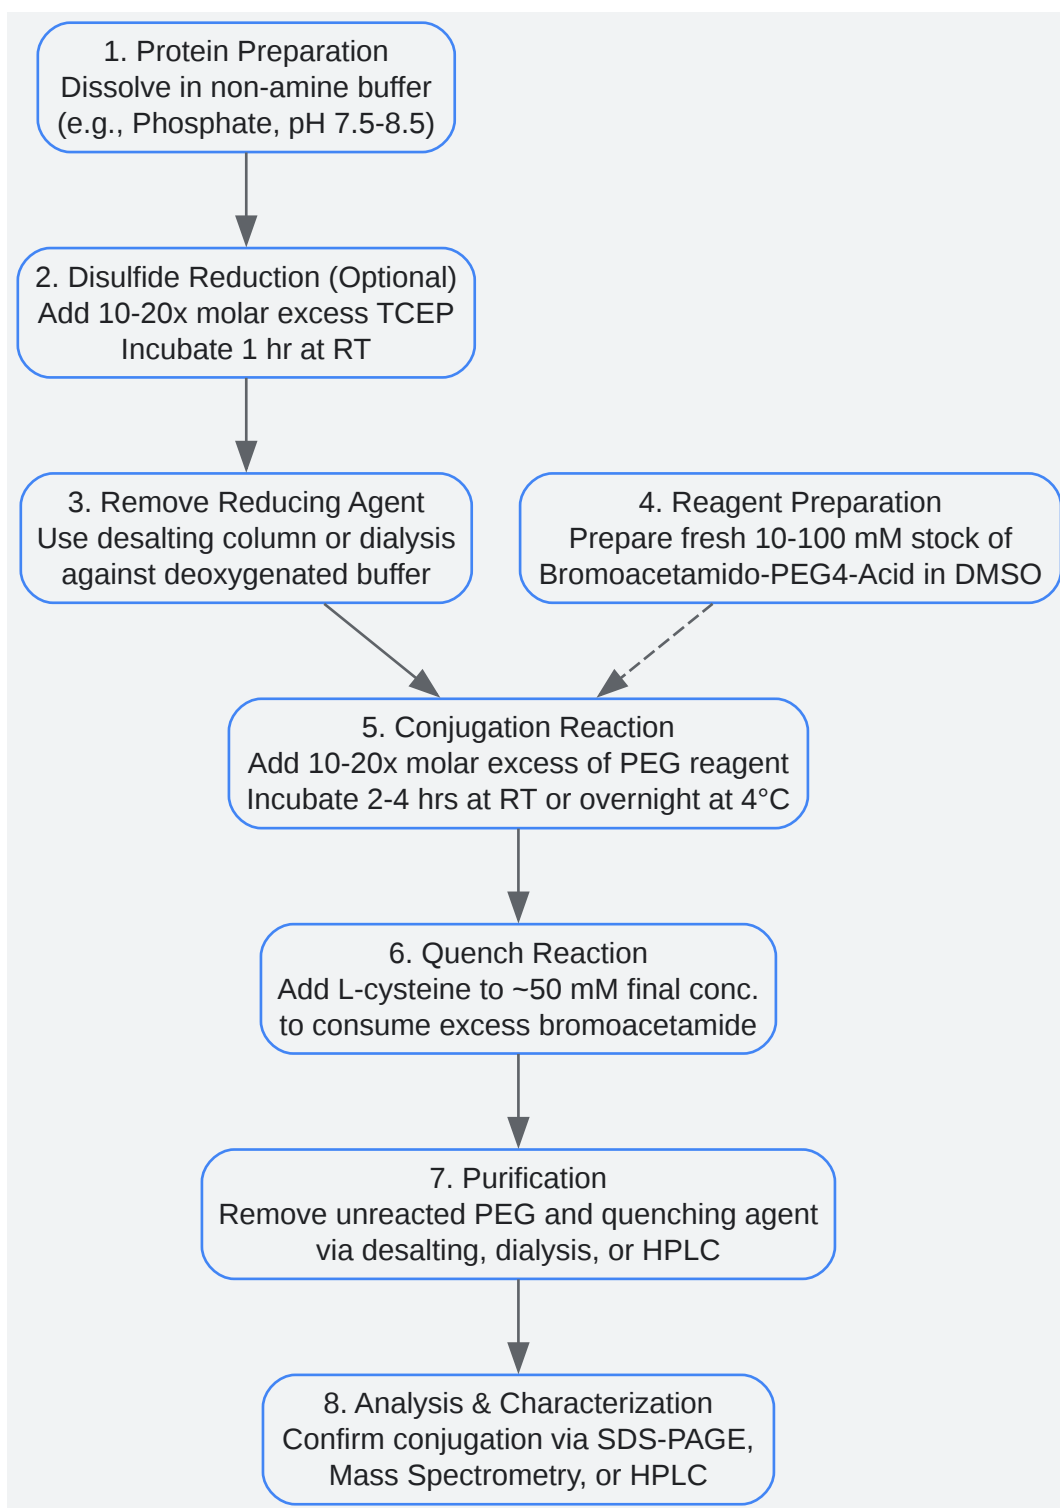 1. Protein Preparation
Dissolve in non-amine buffer
(e.g., Phosphate, pH 7.5-8.5)
2. Disulfide Reduction (Optional)
Add 10-20x molar excess TCEP
Incubate 1 hr at RT
3. Remove Reducing Agent
Use desalting column or dialysis
against deoxygenated buffer
4. Reagent Preparation
Prepare fresh 10-100 mM stock of
Bromoacetamido-PEG4-Acid in DMSO
5. Conjugation Reaction
Add 10-20x molar excess of PEG reagent
Incubate 2-4 hrs at RT or overnight at 4°C
6. Quench Reaction
Add L-cysteine to ~50 mM final conc.
to consume excess bromoacetamide
7. Purification
Remove unreacted PEG and quenching agent
via desalting, dialysis, or HPLC
8. Analysis & Characterization
Confirm conjugation via SDS-PAGE,
Mass Spectrometry, or HPLC